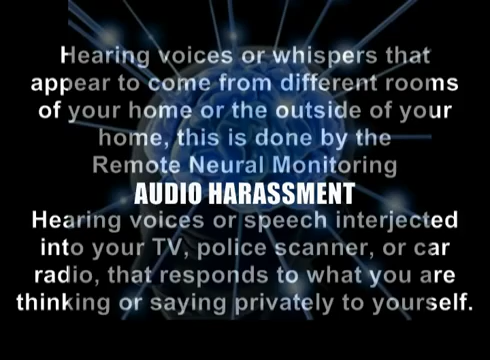 Hearing voices or whispers that
appear to come from different rooms
of your home or the outside of your
home, this is done by the
Remote Neural Monitoring
AUDIO HARASSMENT
Hearing voices or speech interjected
into your TV, police scanner, or car
radio, that responds to what you are
thinking or saying privately to yourself.